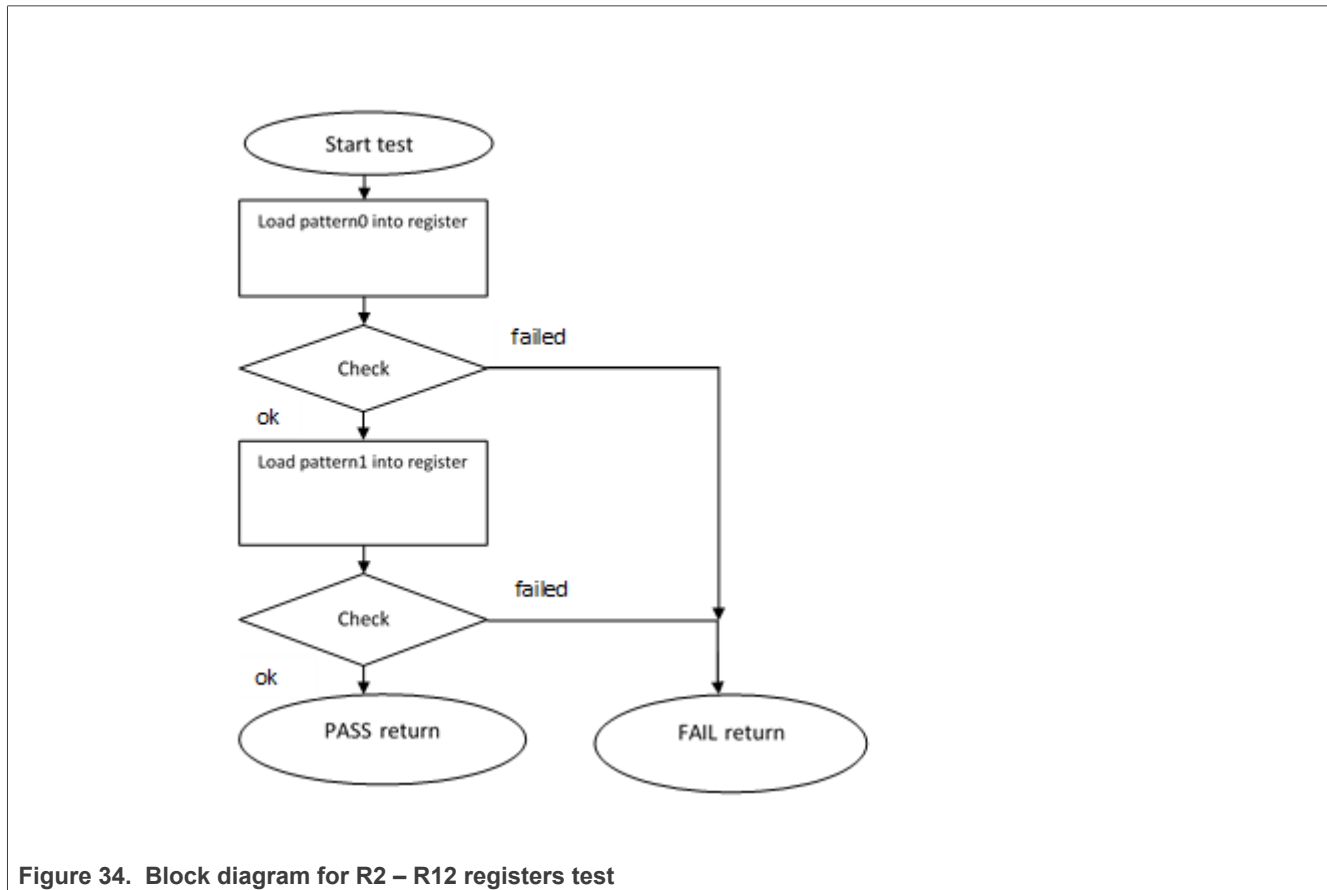 Start test
Load pattern0 into register
failed
Check
ok
Load pattern1 into register
failed
Check
ok
PASS return
FAIL return
Figure 34. Block diagram for R2 – R12 registers test